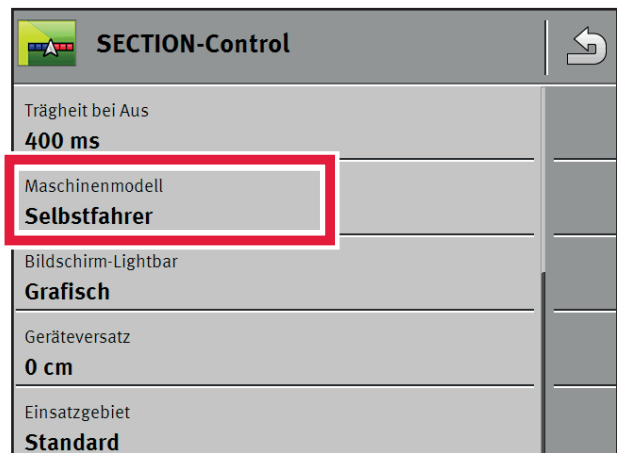 SECTION-Control
Trägheit bei Aus
400 ms
Maschinenmodell
Selbstfahrer
Bildschirm-Lightbar
Grafisch
Geräteversatz
0 cm
Einsatzgebiet
Standard